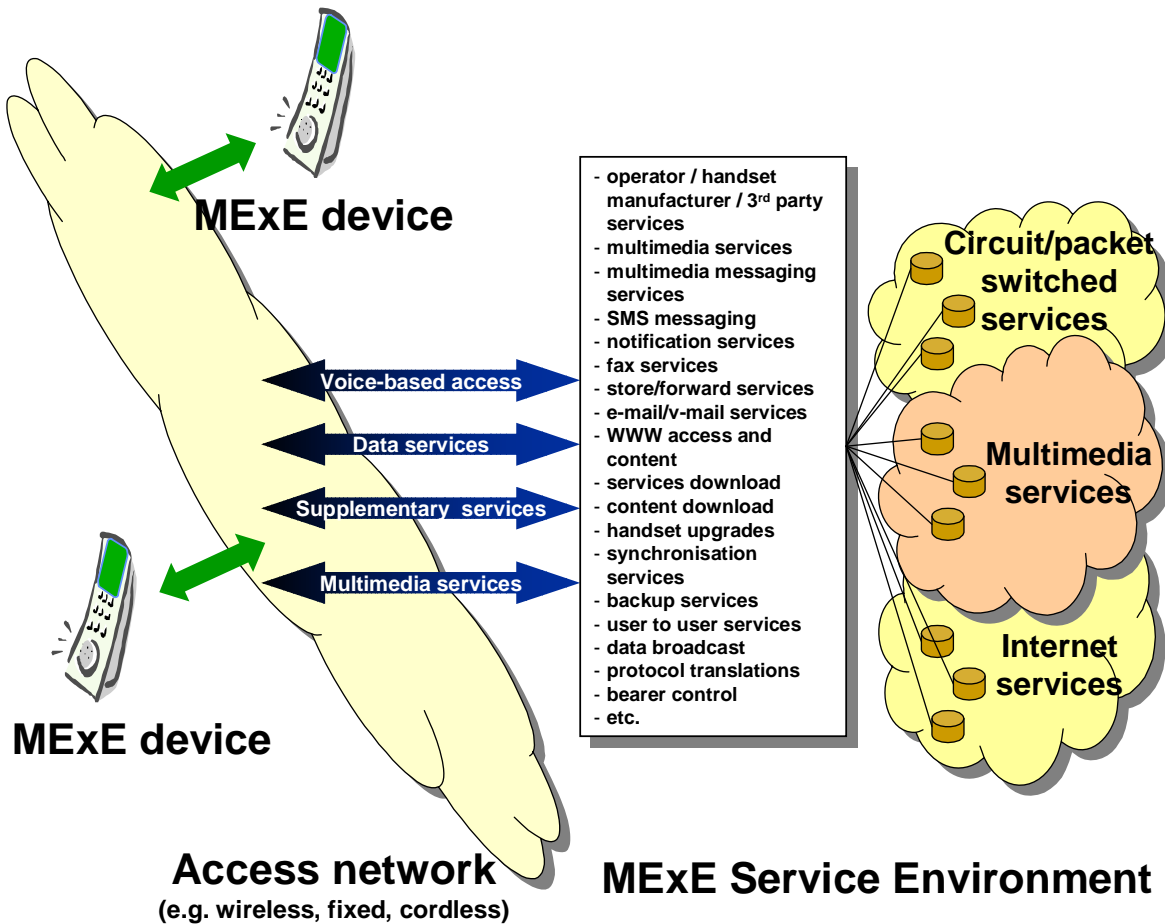 MExE device
- operator / handset
manufacturer / 3rd party
services
- multimedia services
- multimedia messaging
services
- SMS messaging
- notification services
- fax services
- store/forward services
- e-mail/v-mail services
- WWW access and
content
- services download
- content download
- handset upgrades
- synchronisation
services
- backup services
- user to user services
- data broadcast
- protocol translations
- bearer control
- etc.
Circuit/packet
switched
services
Voice-based access
Data services
Supplementary services
Multimedia services
Multimedia
services
Internet
services
MExE device
Access network
(e.g. wireless, fixed, cordless)
MExE Service Environment